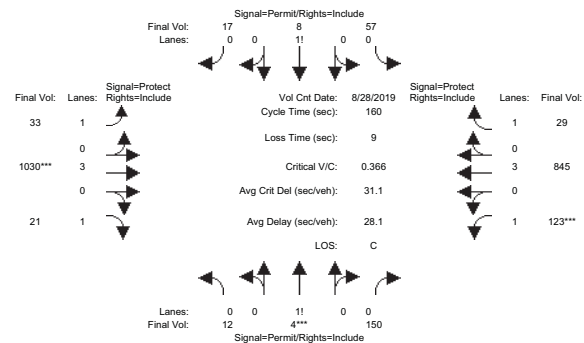 Signal=Permit/Rights=Include
Final Vol: 17 8 57
Lanes: 0 0 1! 0 0
Signal=Protect Signal=Protect
Final Vol: Lanes: Rights=Include Vol Cnt Date: 8/28/2019 Rights=Include Lanes: Final Vol:
Cycle Time (sec): 160
33 1 1 29
Loss Time (sec): 9
0 0
1030*** 3 Critical V/C: 0.366 3 845
0 Avg Crit Del (sec/veh): 31.1 0
21 1 Avg Delay (sec/veh): 28.1 1 123***
LOS: C
Lanes: 0 0 1! 0 0
Final Vol: 12 4*** 150
Signal=Permit/Rights=Include